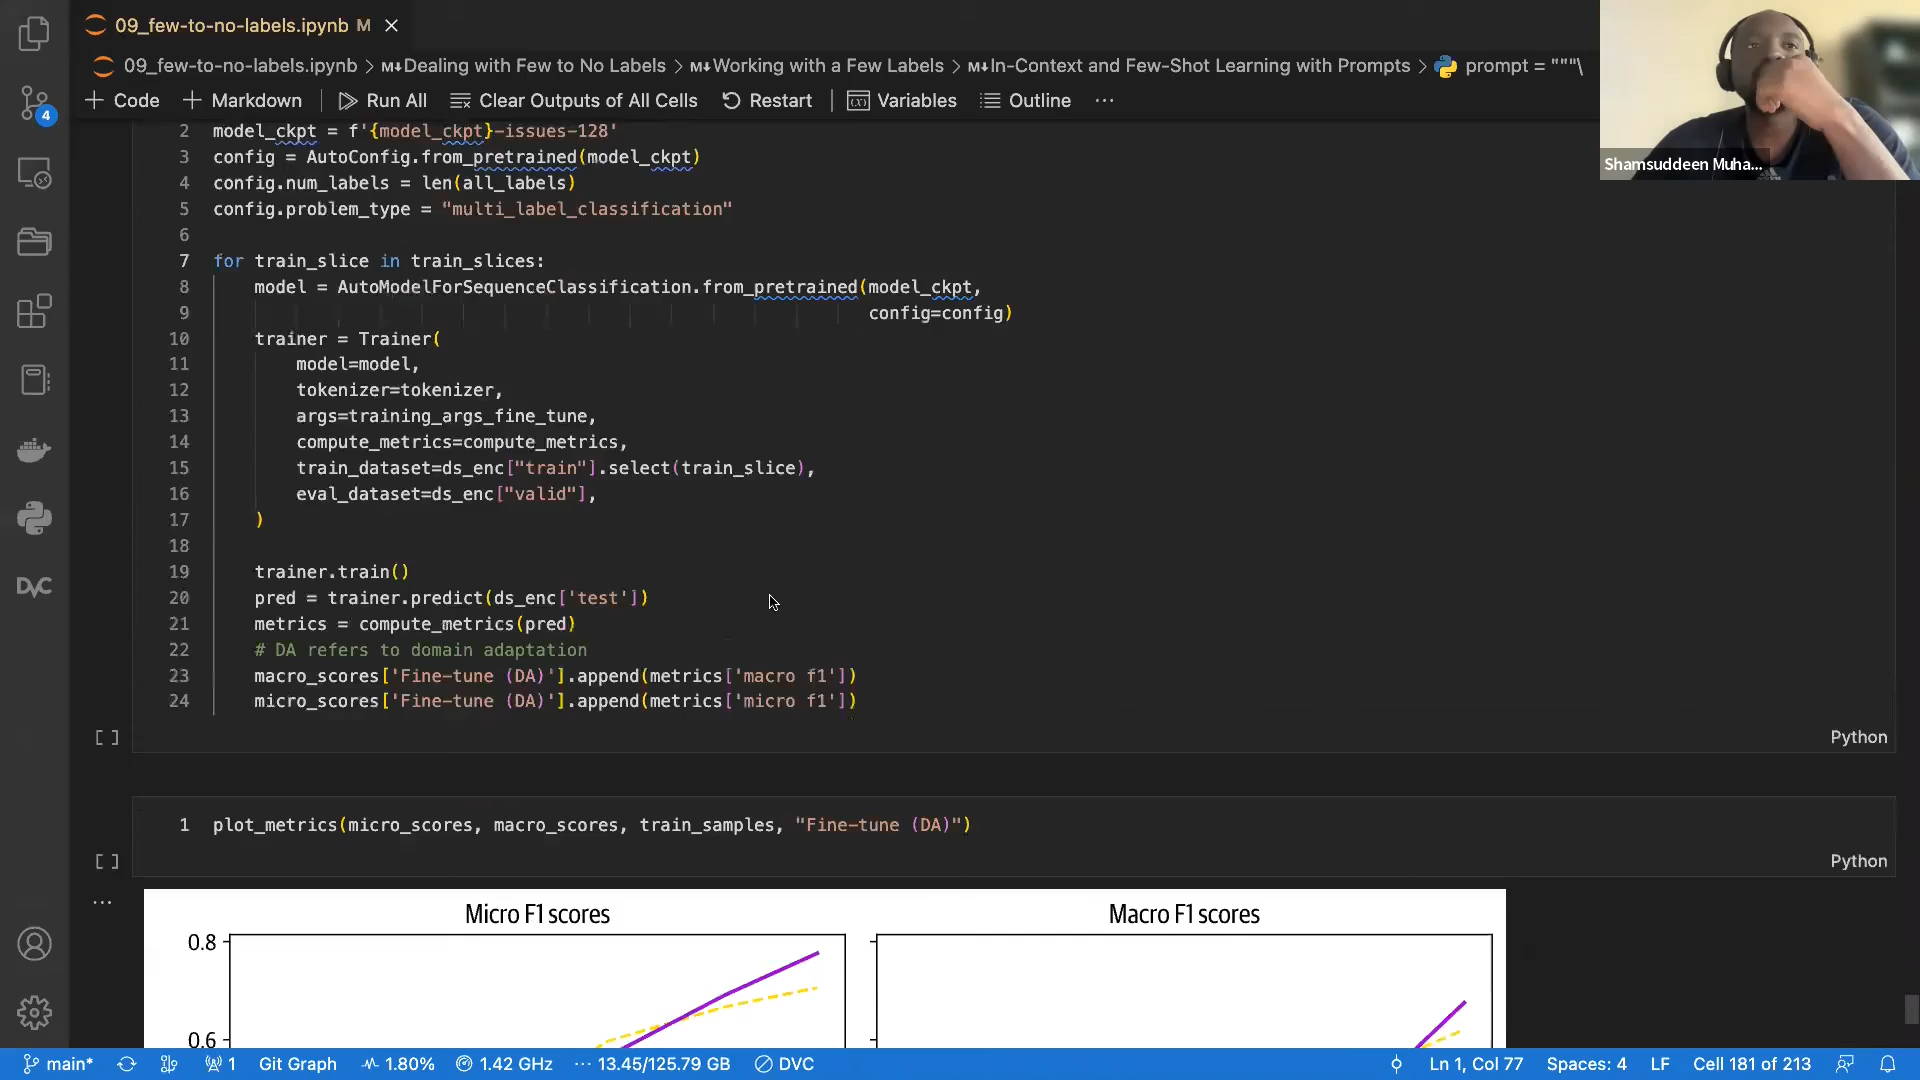 09_few-to-no-labels.ipynb M
09_few-to-no-labels.ipynb > M↓Dealing with Few to No Labels > M↓Working with a Few Labels > M↓In-Context and Few-Shot Learning with Prompts > prompt = """\
+ Code + Markdown Run All Clear Outputs of All Cells Restart Variables Outline ...
Shamsuddeen Muha...
4
2 model_ckpt = f'{model_ckpt}-issues-128'
3 config = AutoConfig.from_pretrained(model_ckpt)
4 config.num_labels = len(all_labels)
5 config.problem_type = "multi_label_classification"
6
7 for train_slice in train_slices:
8 model = AutoModelForSequenceClassification.from_pretrained(model_ckpt,
9 config=config)
10 trainer = Trainer(
11 model=model,
12 tokenizer=tokenizer,
13 args=training_args_fine_tune,
14 compute_metrics=compute_metrics,
15 train_dataset=ds_enc["train"].select(train_slice),
16 eval_dataset=ds_enc["valid"],
17 )
18
19 trainer.train()
20 pred = trainer.predict(ds_enc['test'])
21 metrics = compute_metrics(pred)
22 # DA refers to domain adaptation
23 macro_scores['Fine-tune (DA)'].append(metrics['macro f1'])
24 micro_scores['Fine-tune (DA)'].append(metrics['micro f1'])
[ ] Python
1 plot_metrics(micro_scores, macro_scores, train_samples, "Fine-tune (DA)")
[ ] Python
...
Micro F1 scores Macro F1 scores
0.8
0.6
DVC
main* 1 Git Graph 1.80% 1.42 GHz ... 13.45/125.79 GB DVC Ln 1, Col 77 Spaces: 4 LF Cell 181 of 213